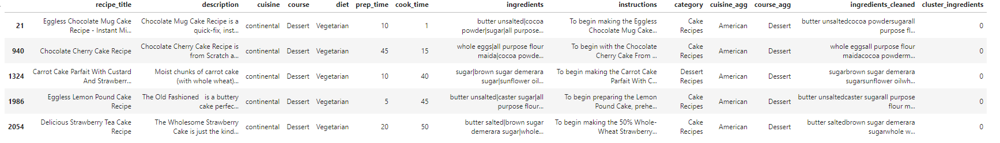 recipe_title description cuisine course diet prep_time cook_time ingredients instructions category cuisine_agg course_agg ingredients_cleaned cluster_ingredients
Eggless Chocolate Mug Cake Chocolate Mug Cake Recipe is a butter unsalted|cocoa To begin making the Eggless Cake butter unsaltedcocoa powdersugarall
21 continental Dessert Vegetarian 10 1 American Dessert 0
Recipe - Instant Mi... quick-fix, inst... powder|sugar|all purpose... Chocolate Mug Cake... Recipes purpose fl...
Chocolate Cherry Cake Recipe is whole eggs|all purpose flour To begin with the Chocolate Cake whole eggsall purpose flour
940 Chocolate Cherry Cake Recipe continental Dessert Vegetarian 45 15 American Dessert 0
from Scratch a... maida|cocoa powde... Cherry Cake From ... Recipes maidacocoa powderm...
Carrot Cake Parfait With Custard Moist chunks of carrot cake sugar|brown sugar demerara To begin making the Carrot Cake Dessert sugarbrown sugar demerara
1324 continental Dessert Vegetarian 10 40 American Dessert 0
And Strawberr... (with whole wheat)... sugar|sunflower oil... Parfait With C... Recipes sugarsunflower oilwh...
Eggless Lemon Pound Cake The Old Fashioned is a buttery butter unsalted|caster sugar|all To begin preparing the Lemon Cake butter unsaltedcaster sugarall purpose
1986 continental Dessert Vegetarian 5 45 American Dessert 0
Recipe cake perfec... purpose flour... Pound Cake, prehe... Recipes flour m...
Delicious Strawberry Tea Cake The Wholesome Strawberry butter salted|brown sugar To begin making the 50% Whole- Cake butter saltedbrown sugar demerara
2054 continental Dessert Vegetarian 20 50 American Dessert 0
Recipe Cake is just the kind... demerara sugar|whole... Wheat Strawberry... Recipes sugarwhole w...